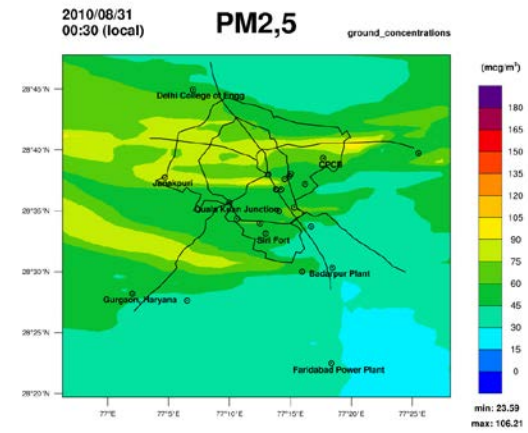 2010/08/31
00:30 (local)
PM2,5
ground_concentrations
(mcg/m³)
28°45'N
28°40'N
28°35'N
28°30'N
28°25'N
28°20'N
Delhi College of Engg
CPCB
Janakpuri
Siri Fort
Badarpur Plant
Gurgaon, Haryana
Faridabad Power Plant
77°E
77°5'E
77°10'E
77°15'E
77°20'E
77°25'E
180
165
150
135
120
105
90
75
60
45
30
15
0
min: 23.59
max: 106.21